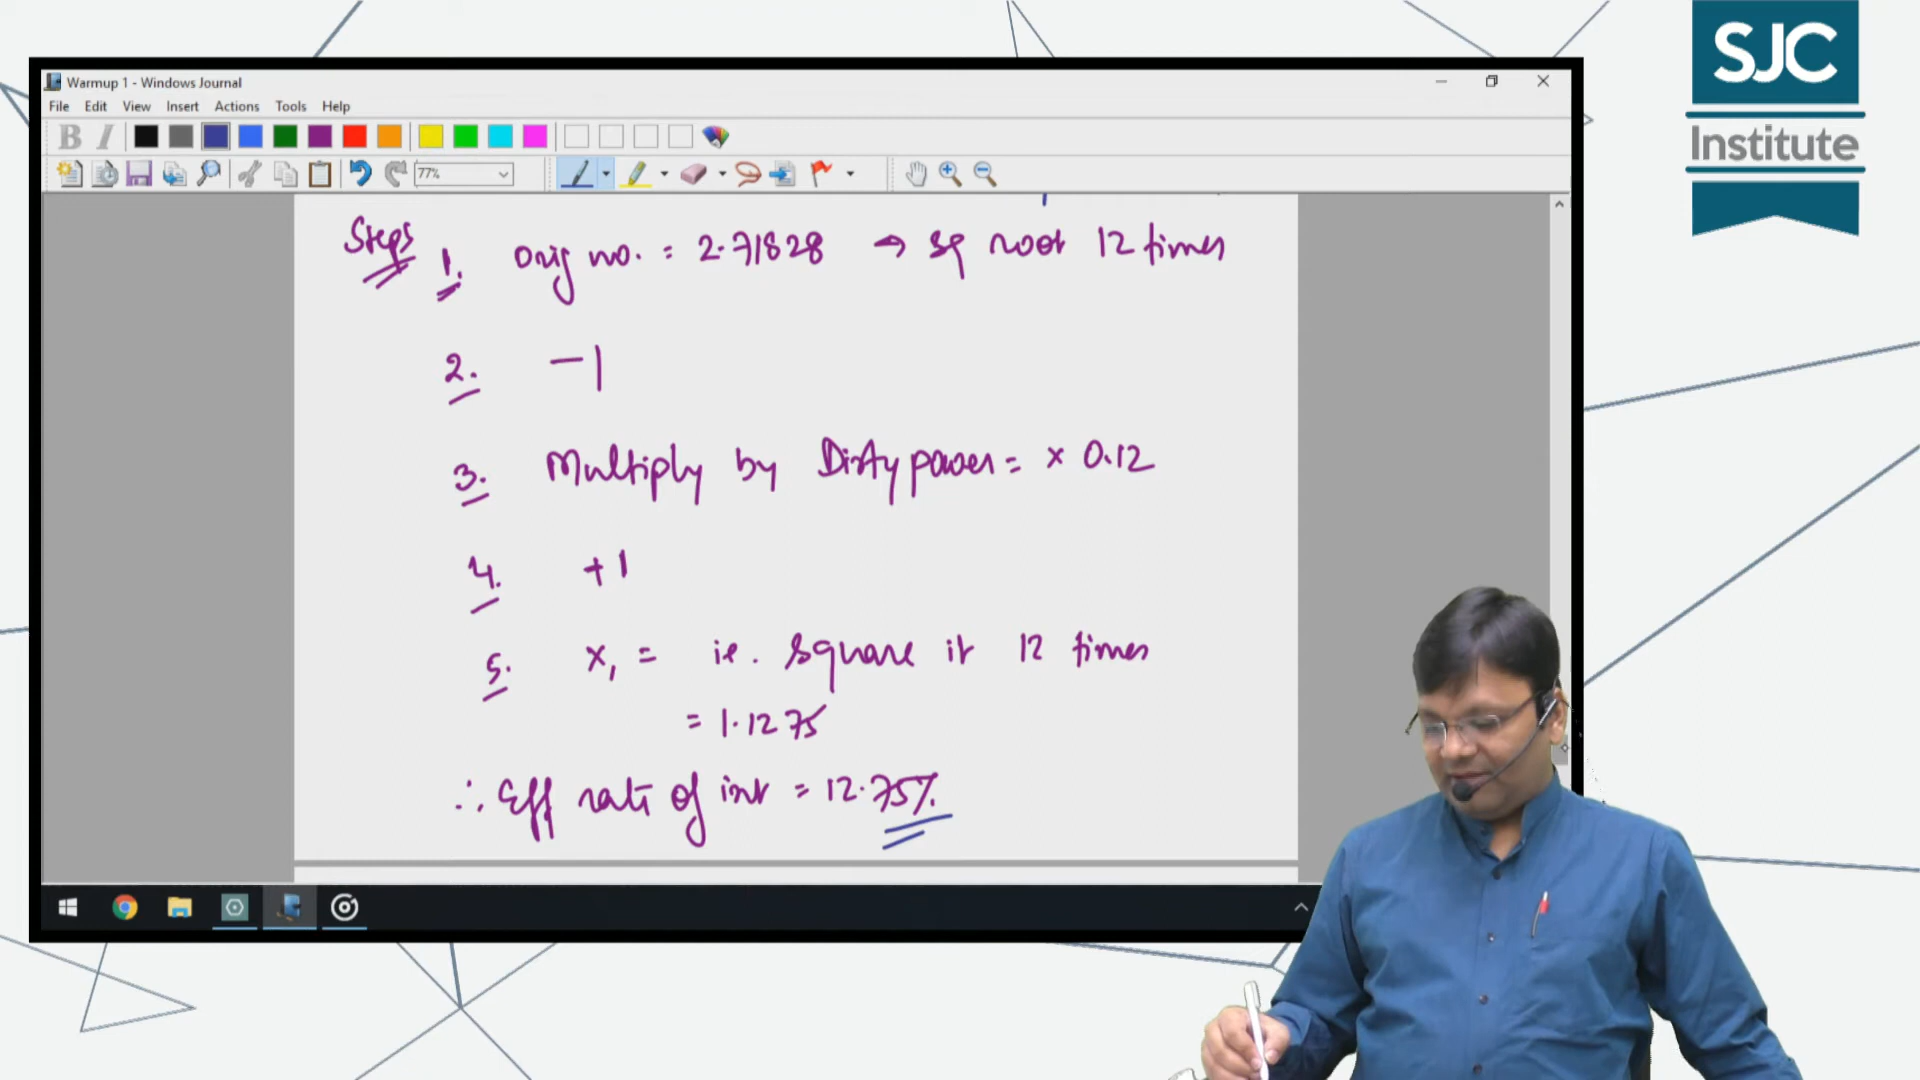 SJC
Institute
Warmup 1 - Windows Journal
File Edit View Insert Actions Tools Help
B I
77%
Steps 1. Orig no. = 2.71828 → sq root 12 times
2. -1
3. Multiply by Dirty power = × 0.12
4. +1
5. x, = ie. square it 12 times
= 1.1275
∴ Eff rate of int = 12.75%